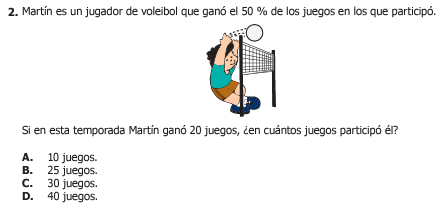 2. Martín es un jugador de voleibol que ganó el 50 % de los juegos en los que participó.
Si en esta temporada Martín ganó 20 juegos, ¿en cuántos juegos participó él?
A. 10 juegos.
B. 25 juegos.
C. 30 juegos.
D. 40 juegos.